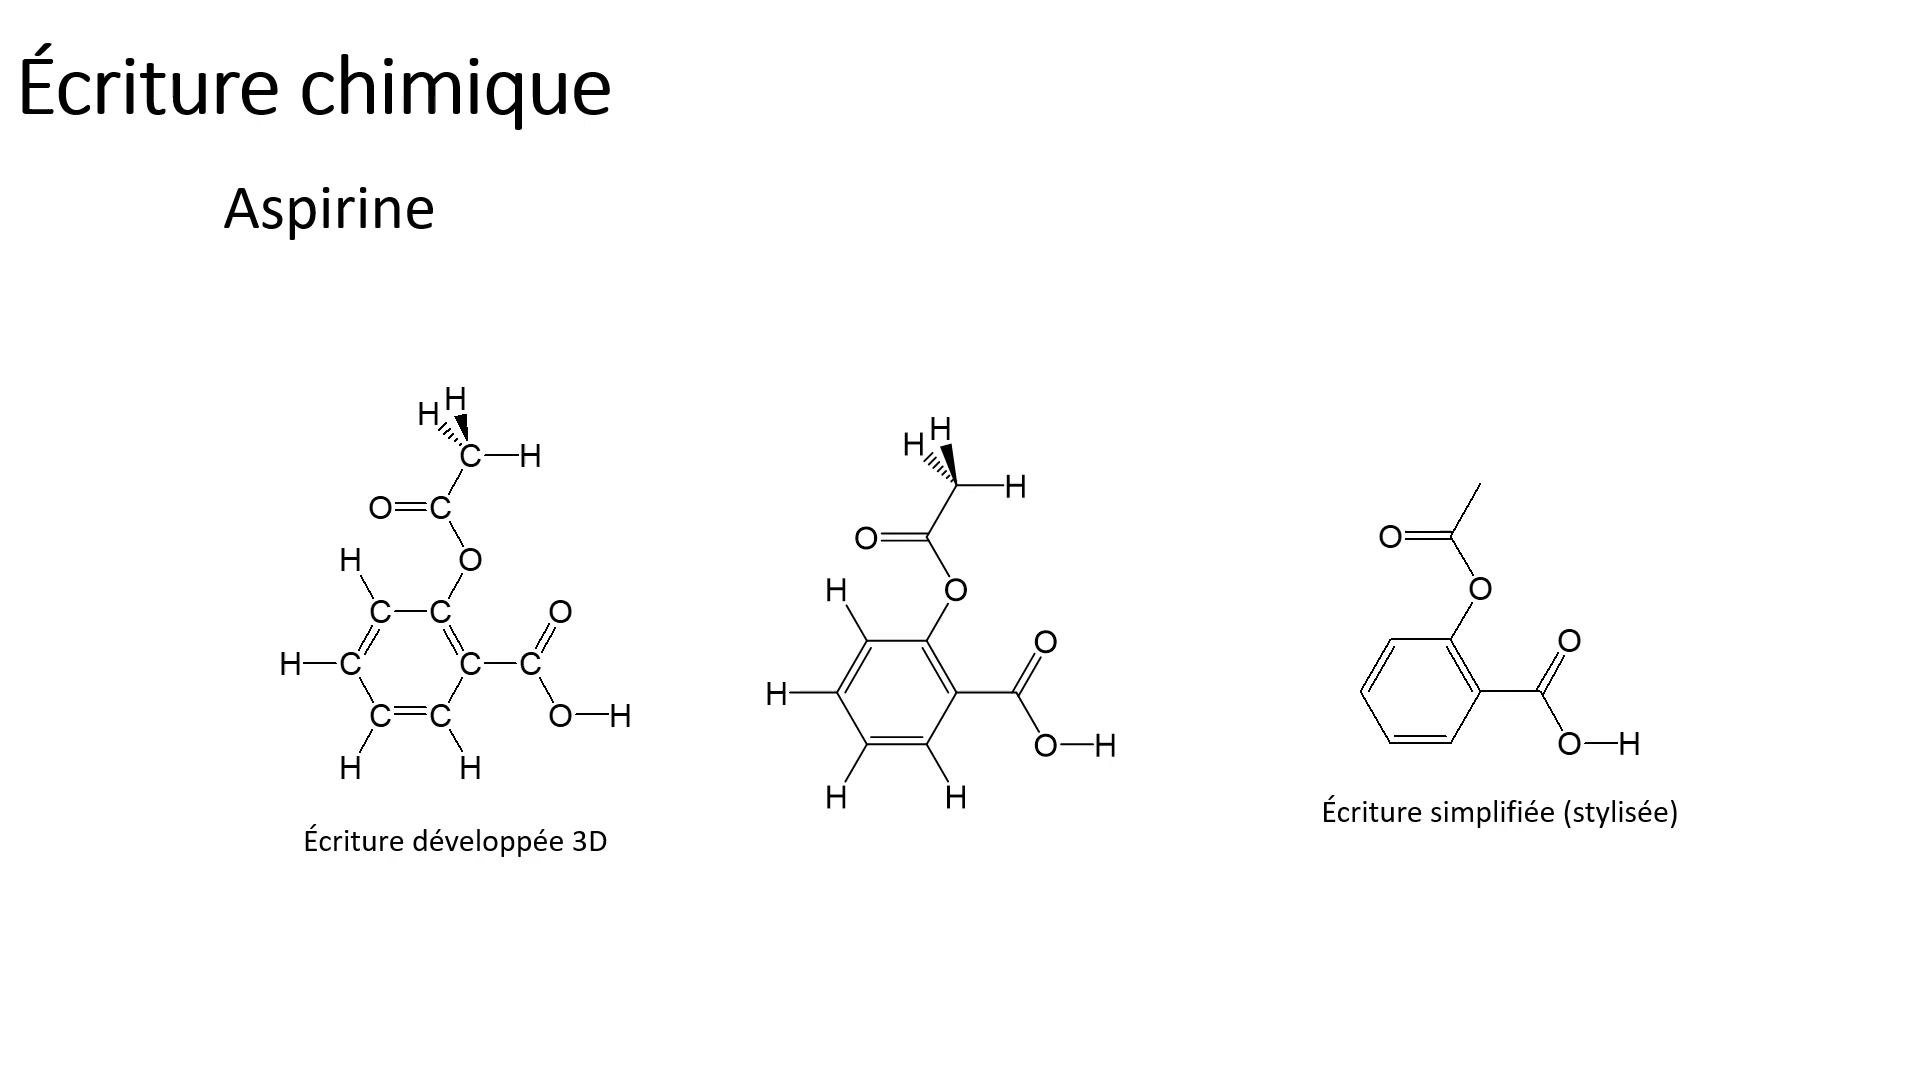 Écriture chimique
Aspirine
H
H
C H
O C
H
O
C C
O
H C
C C
C C
O H
H H
Écriture développée 3D
H
H
H
O
H
O
O
H
O H
H H
O
O
O
O H
Écriture simplifiée (stylisée)